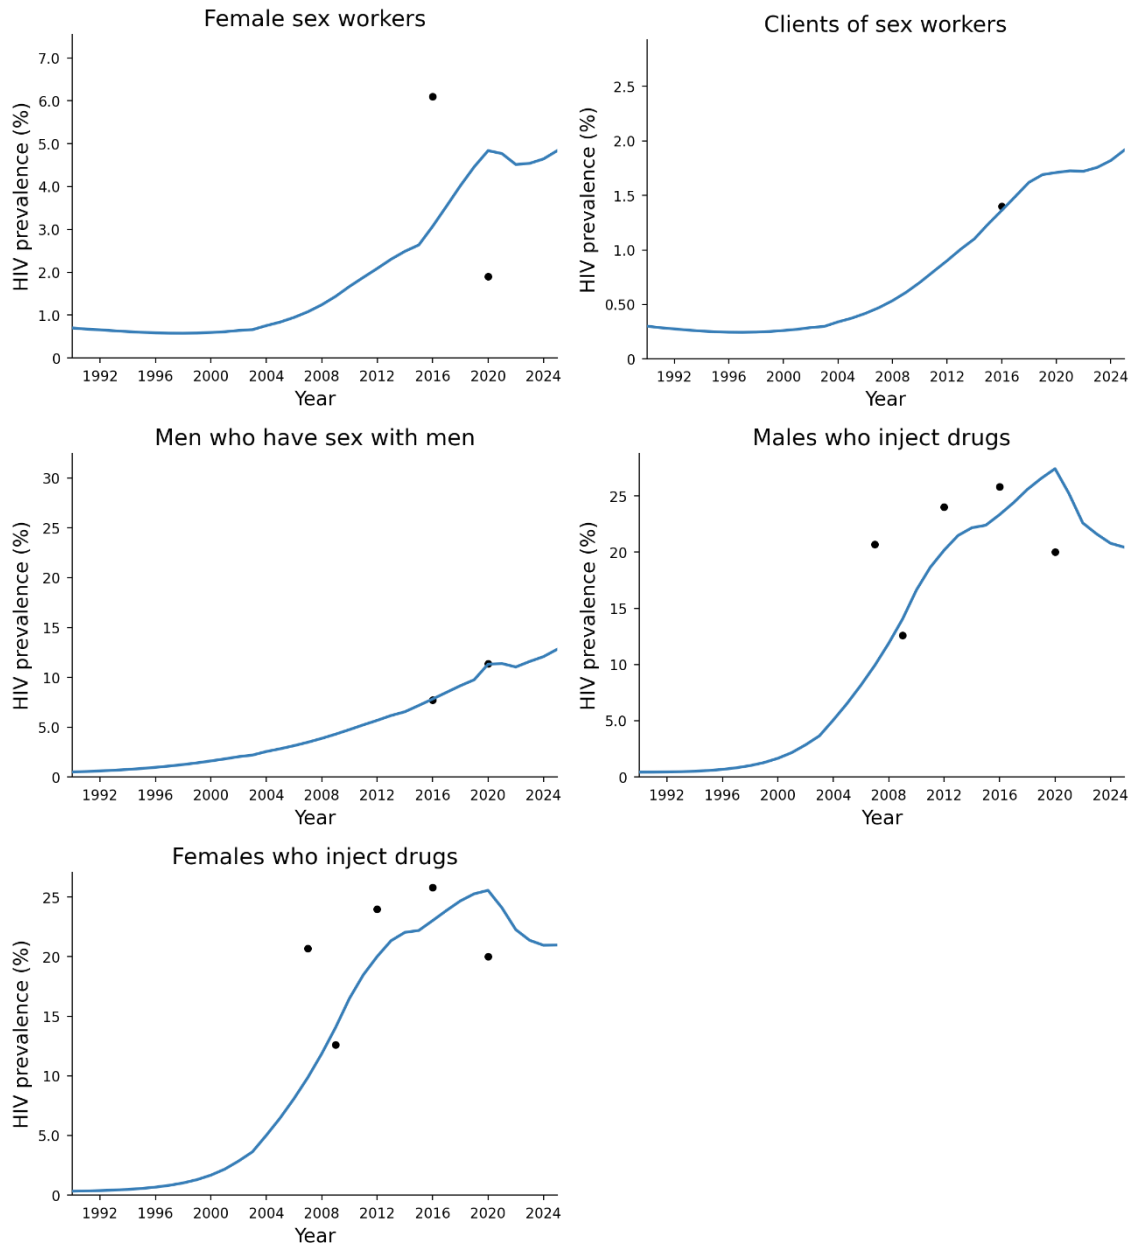 Female sex workers
HIV prevalence (%)
7.0
6.0
5.0
4.0
3.0
2.0
1.0
0
1992 1996 2000 2004 2008 2012 2016 2020 2024
Year
Clients of sex workers
HIV prevalence (%)
2.5
2.0
1.5
1.0
0.50
0
1992 1996 2000 2004 2008 2012 2016 2020 2024
Year
Men who have sex with men
HIV prevalence (%)
30
25
20
15
10
5.0
0
1992 1996 2000 2004 2008 2012 2016 2020 2024
Year
Males who inject drugs
HIV prevalence (%)
25
20
15
10
5.0
0
1992 1996 2000 2004 2008 2012 2016 2020 2024
Year
Females who inject drugs
HIV prevalence (%)
25
20
15
10
5.0
0
1992 1996 2000 2004 2008 2012 2016 2020 2024
Year